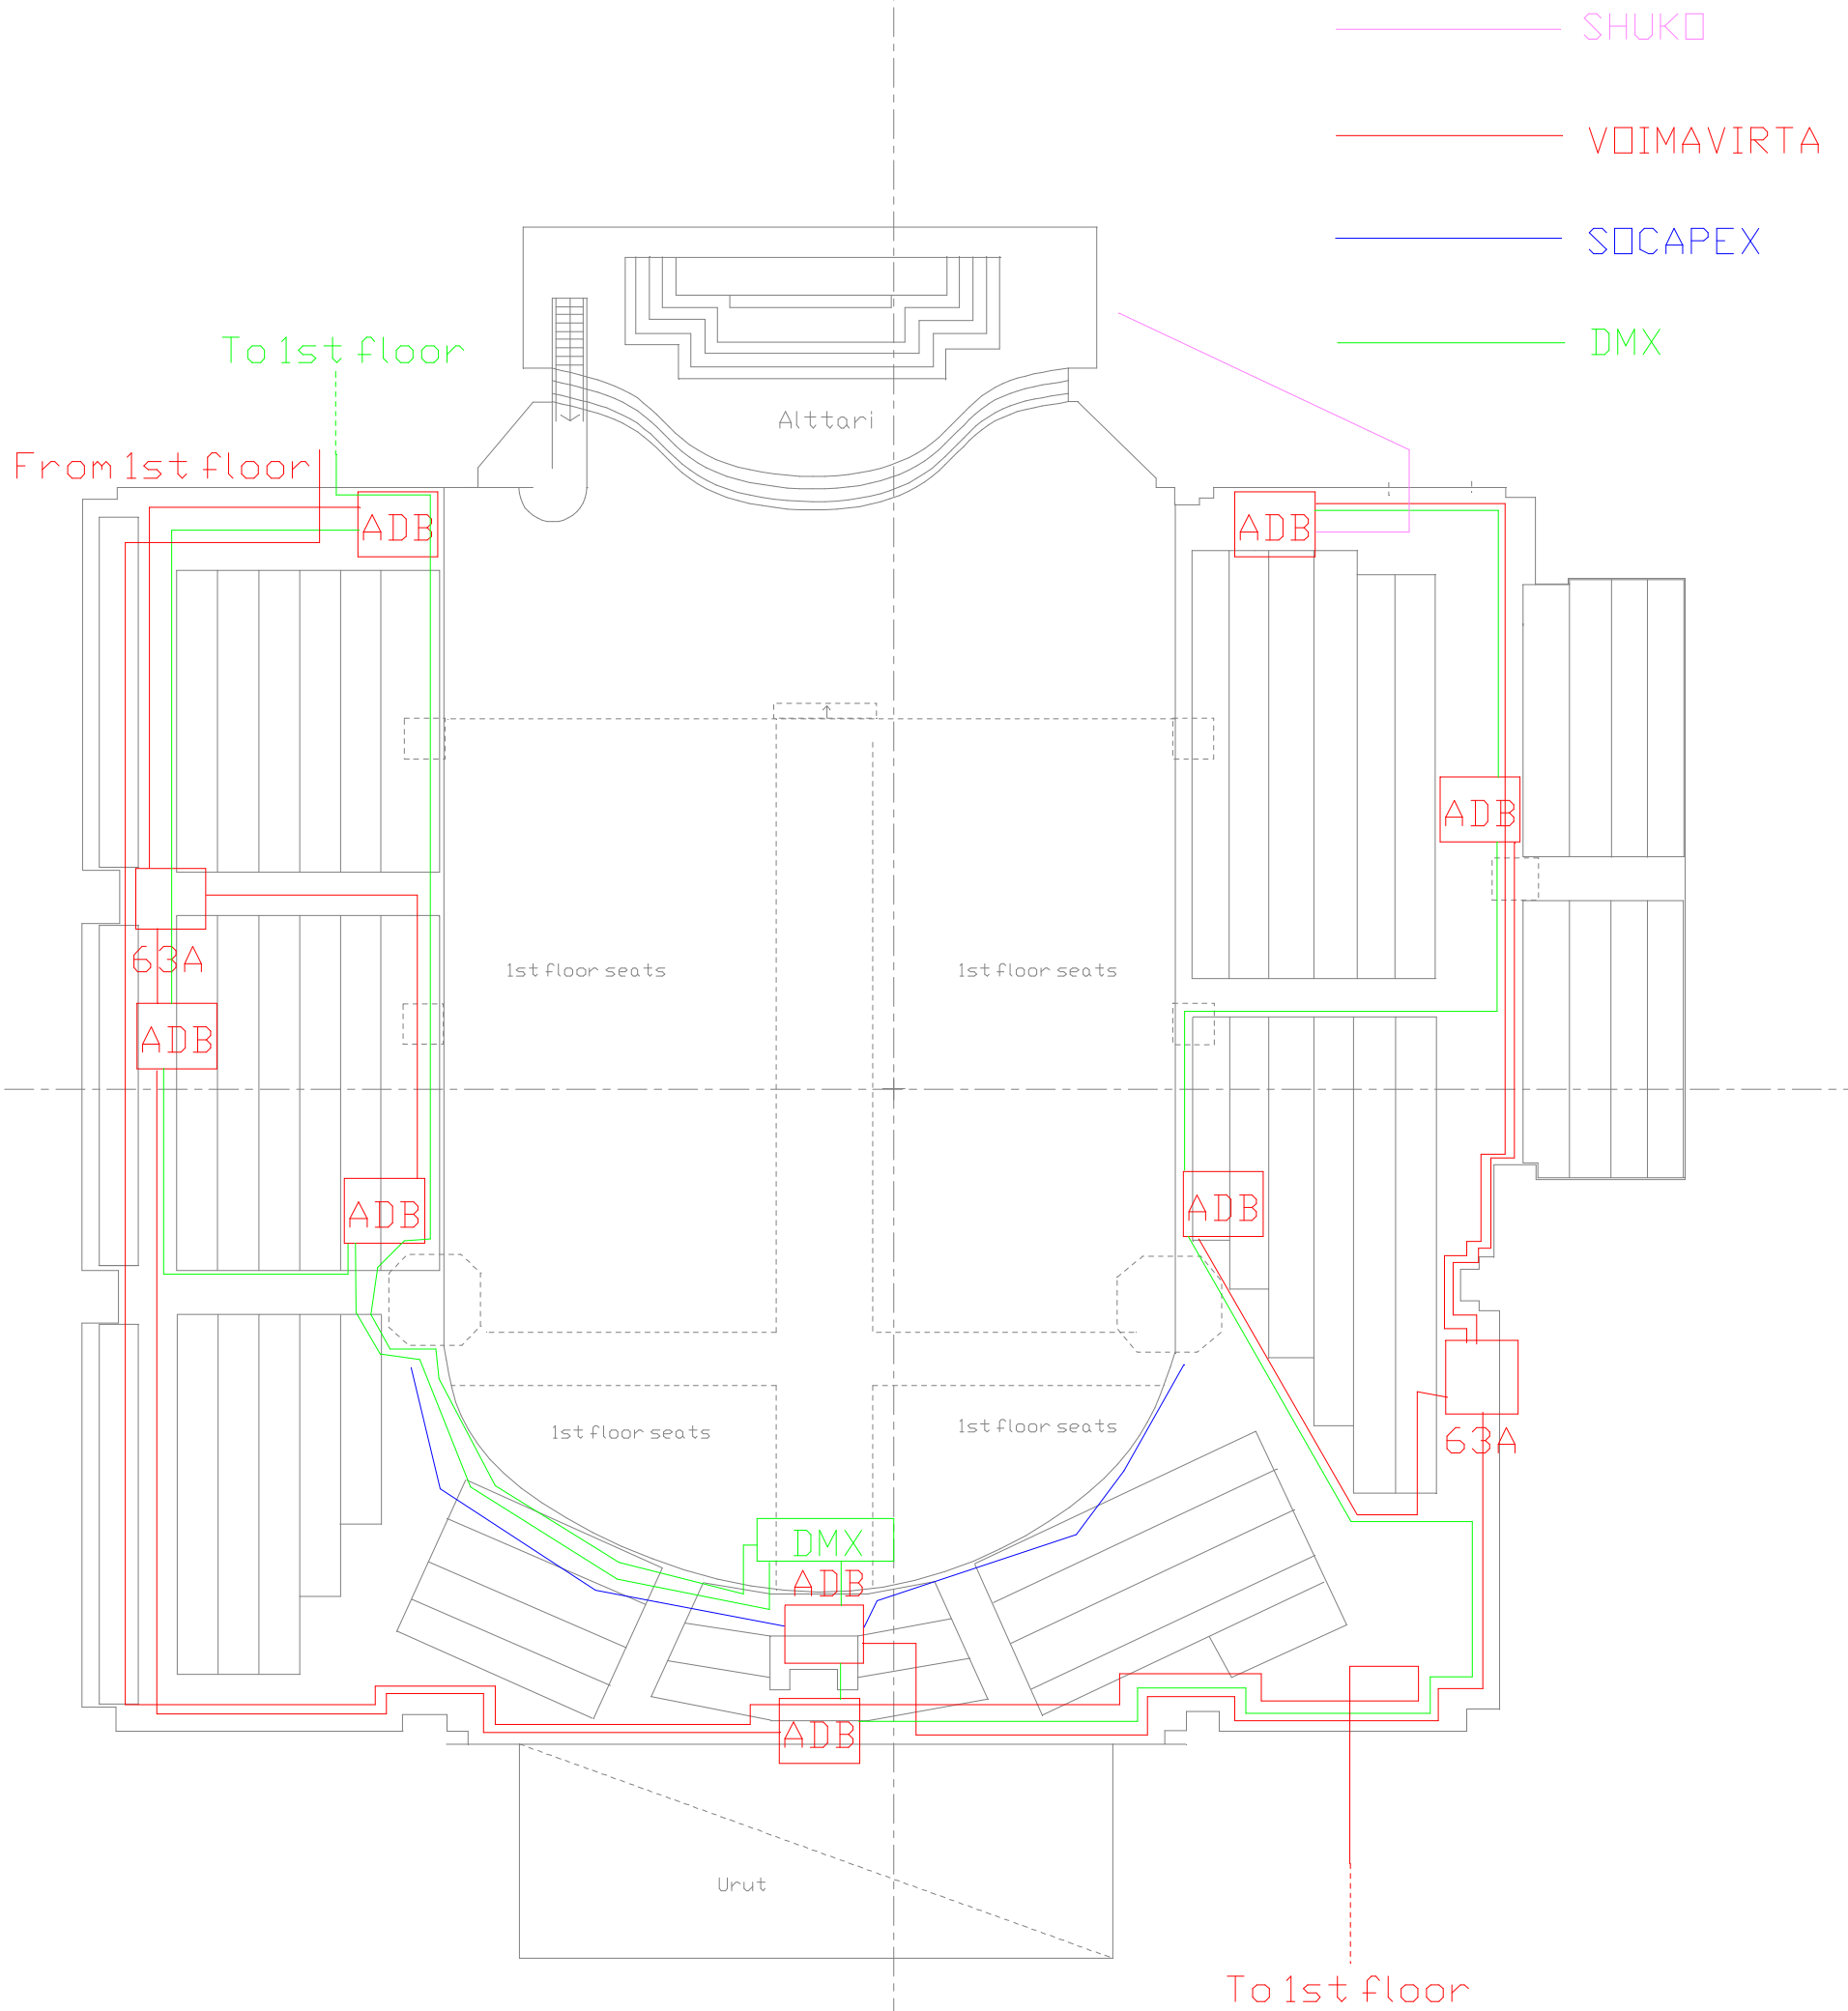 SHUKO
VOIMAVIRTA
SOCAPEX
DMX
To 1st floor
Alttari
From 1st floor
ADB
ADB
ADB
63A
1st floor seats
1st floor seats
ADB
ADB
ADB
1st floor seats
1st floor seats
63A
DMX
ADB
ADB
Urut
To 1st floor